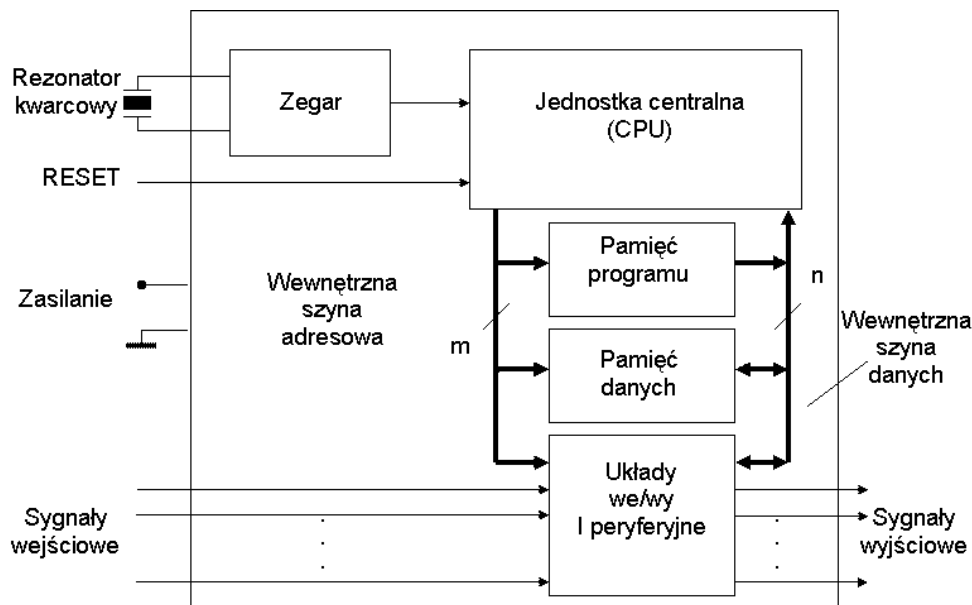 Rezonator
kwarcowy
Zegar
Jednostka centralna
(CPU)
RESET
Pamięć
programu
n
Zasilanie
Wewnętrzna
szyna
adresowa
m
Wewnętrzna
szyna
danych
Pamięć
danych
Układy
we/wy
I peryferyjne
Sygnały
wejściowe
Sygnały
wyjściowe